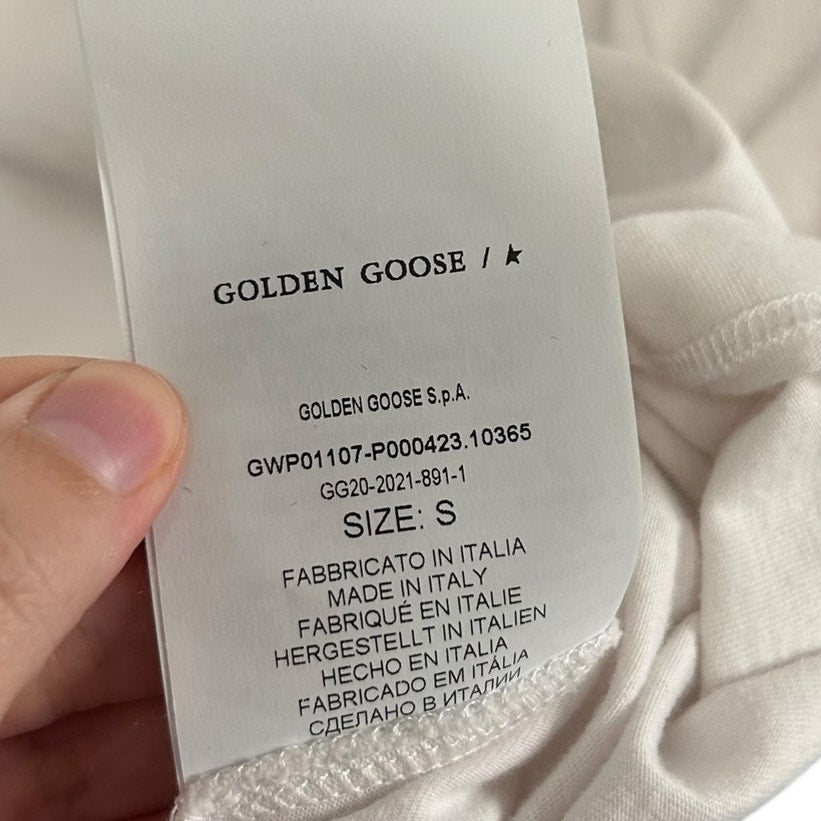 GOLDEN GOOSE / ★
GOLDEN GOOSE S.p.A.
GWP01107-P000423.10365
GG20-2021-891-1
SIZE: S
FABBRICATO IN ITALIA
MADE IN ITALY
FABRIQUÉ EN ITALIE
HERGESTELLT IN ITALIEN
HECHO EN ITALIA
FABRICADO EM ITÁLIA
СДЕЛАНО В ИТАЛИИ